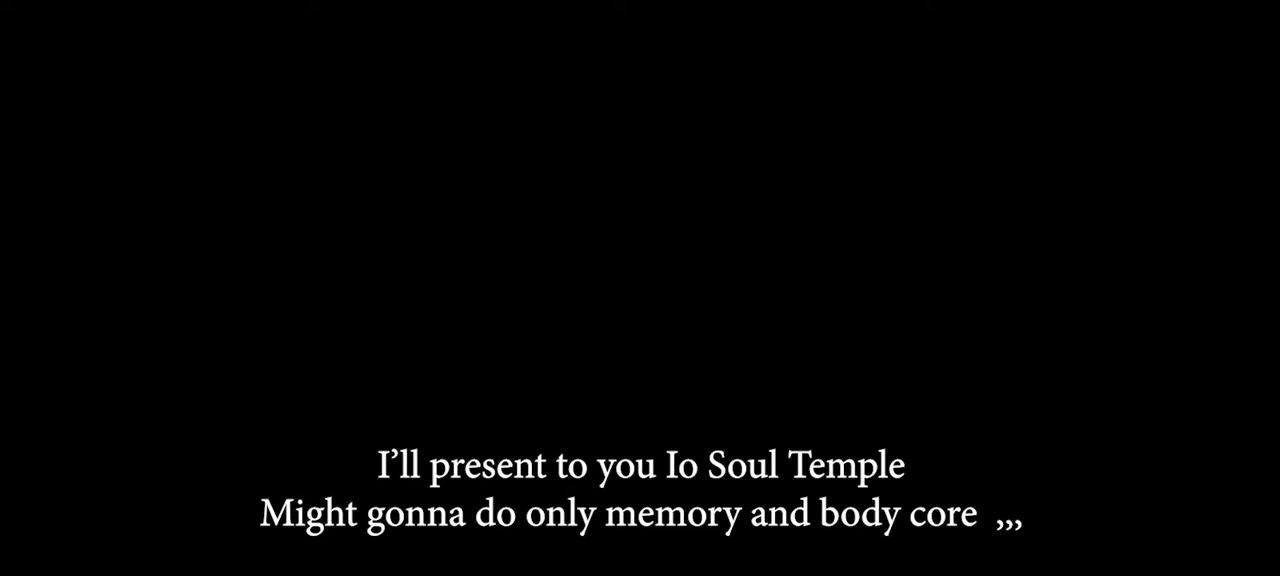 I’ll present to you Io Soul Temple
Might gonna do only memory and body core  ,,,